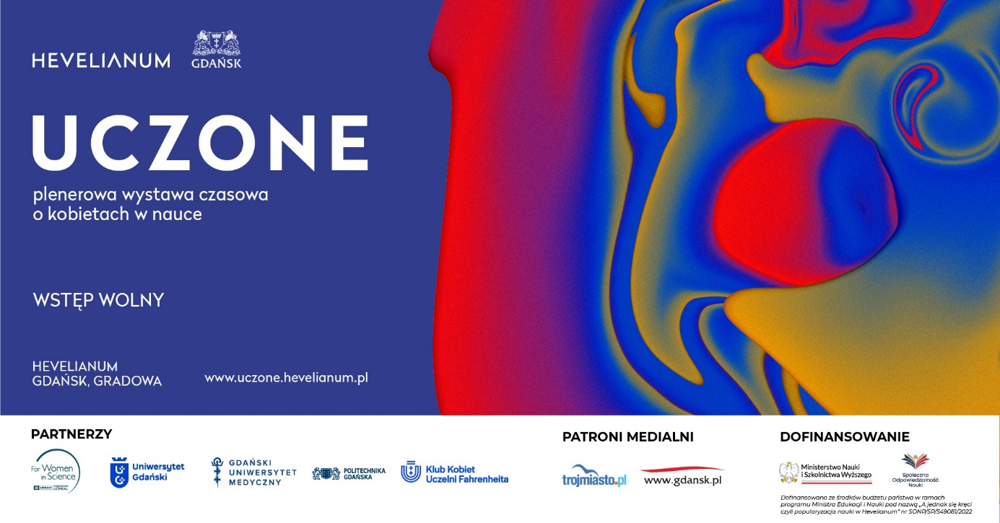 HEVELIANUM
GDAŃSK
UCZONE
plenerowa wystawa czasowa
o kobietach w nauce
WSTĘP WOLNY
HEVELIANUM
GDAŃSK, GRADOWA
www.uczone.hevelianum.pl
PARTNERZY
For Women
in Science
unesco
L'ORÉAL
Uniwersytet
Gdański
GDAŃSKI
UNIWERSYTET
MEDYCZNY
POLITECHNIKA
GDAŃSKA
Klub Kobiet
Uczelni Fahrenheita
PATRONI MEDIALNI
trojmiasto.pl
www.gdansk.pl
DOFINANSOWANIE
Ministerstwo Nauki
i Szkolnictwa Wyższego
Społeczna
Odpowiedzialność
Nauki
Dofinansowano ze środków budżetu państwa w ramach
programu Ministra Edukacji i Nauki pod nazwą „A jednak się kręci
czyli popularyzacja nauki w Hevelianum” nr SONP/SP/549081/2022